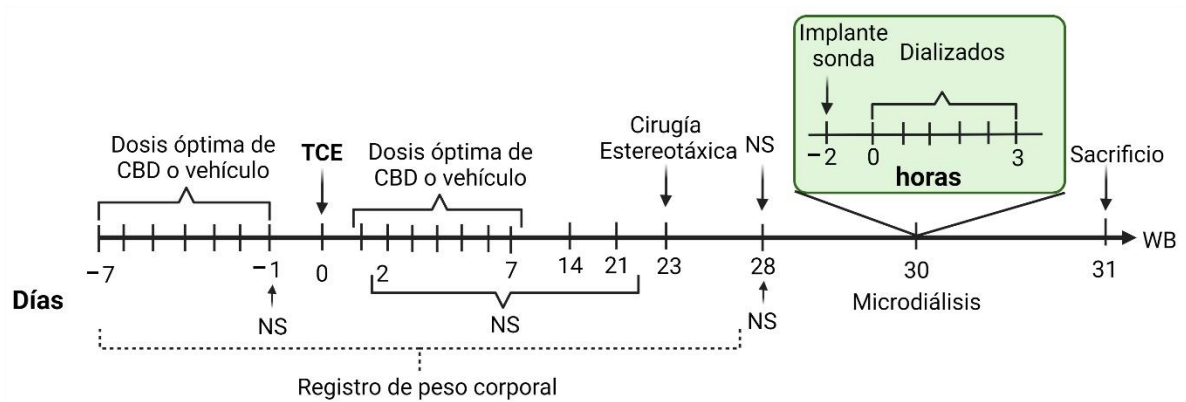 Implante
sonda
Dializados
−2 0 3
horas
Dosis óptima de
CBD o vehículo
TCE
Dosis óptima de
CBD o vehículo
Cirugía
Estereotáxica
NS
Sacrificio
WB
−7 −1 0 2 7 14 21 23 28 30 31
Días
NS
NS
NS
Microdiálisis
Registro de peso corporal